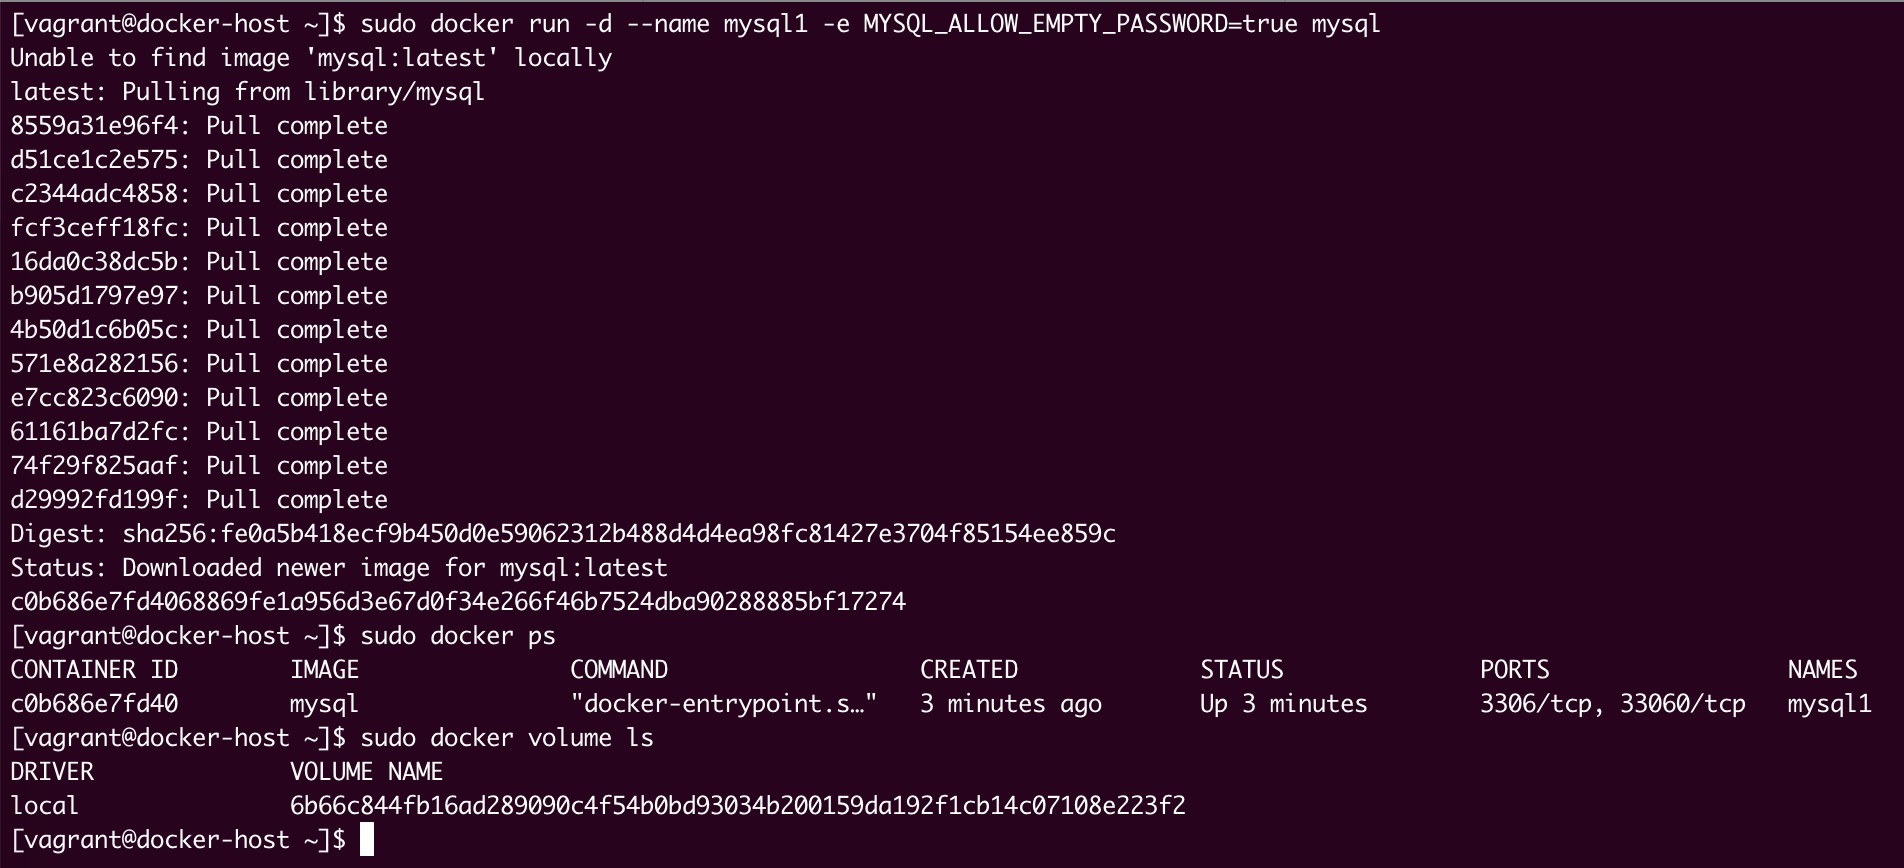 [vagrant@docker-host ~]$ sudo docker run -d --name mysql1 -e MYSQL_ALLOW_EMPTY_PASSWORD=true mysql
Unable to find image 'mysql:latest' locally
latest: Pulling from library/mysql
8559a31e96f4: Pull complete
d51ce1c2e575: Pull complete
c2344adc4858: Pull complete
fcf3ceff18fc: Pull complete
16da0c38dc5b: Pull complete
b905d1797e97: Pull complete
4b50d1c6b05c: Pull complete
571e8a282156: Pull complete
e7cc823c6090: Pull complete
61161ba7d2fc: Pull complete
74f29f825aaf: Pull complete
d29992fd199f: Pull complete
Digest: sha256:fe0a5b418ecf9b450d0e59062312b488d4d4ea98fc81427e3704f85154ee859c
Status: Downloaded newer image for mysql:latest
c0b686e7fd4068869fe1a956d3e67d0f34e266f46b7524dba90288885bf17274
[vagrant@docker-host ~]$ sudo docker ps
CONTAINER ID        IMAGE               COMMAND                  CREATED             STATUS              PORTS                 NAMES
c0b686e7fd40        mysql               "docker-entrypoint.s…"   3 minutes ago       Up 3 minutes        3306/tcp, 33060/tcp   mysql1
[vagrant@docker-host ~]$ sudo docker volume ls
DRIVER              VOLUME NAME
local               6b66c844fb16ad289090c4f54b0bd93034b200159da192f1cb14c07108e223f2
[vagrant@docker-host ~]$